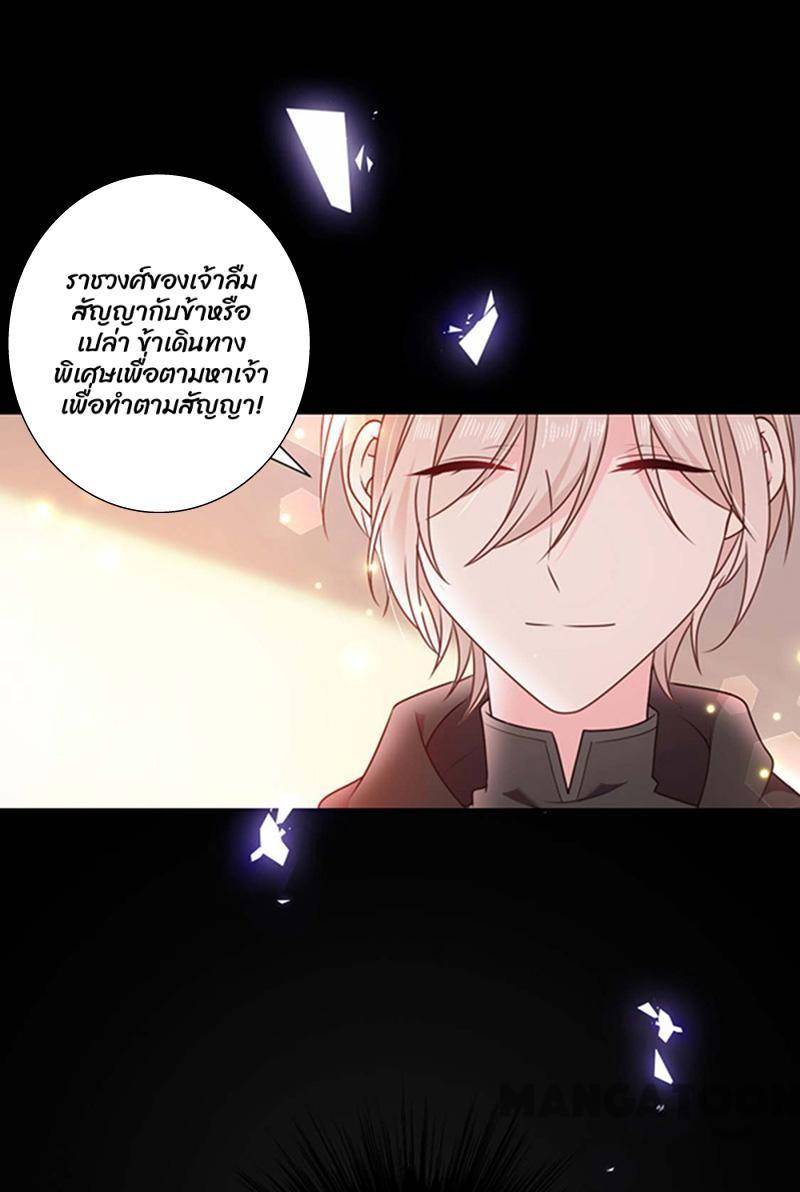 ราชวงศ์ของเจ้าลืม
สัญญากับข้าหรือ
เปล่า ข้าเดินทาง
พิเศษเพื่อตามหาเจ้า
เพื่อทำตามสัญญา!
MANGATOON